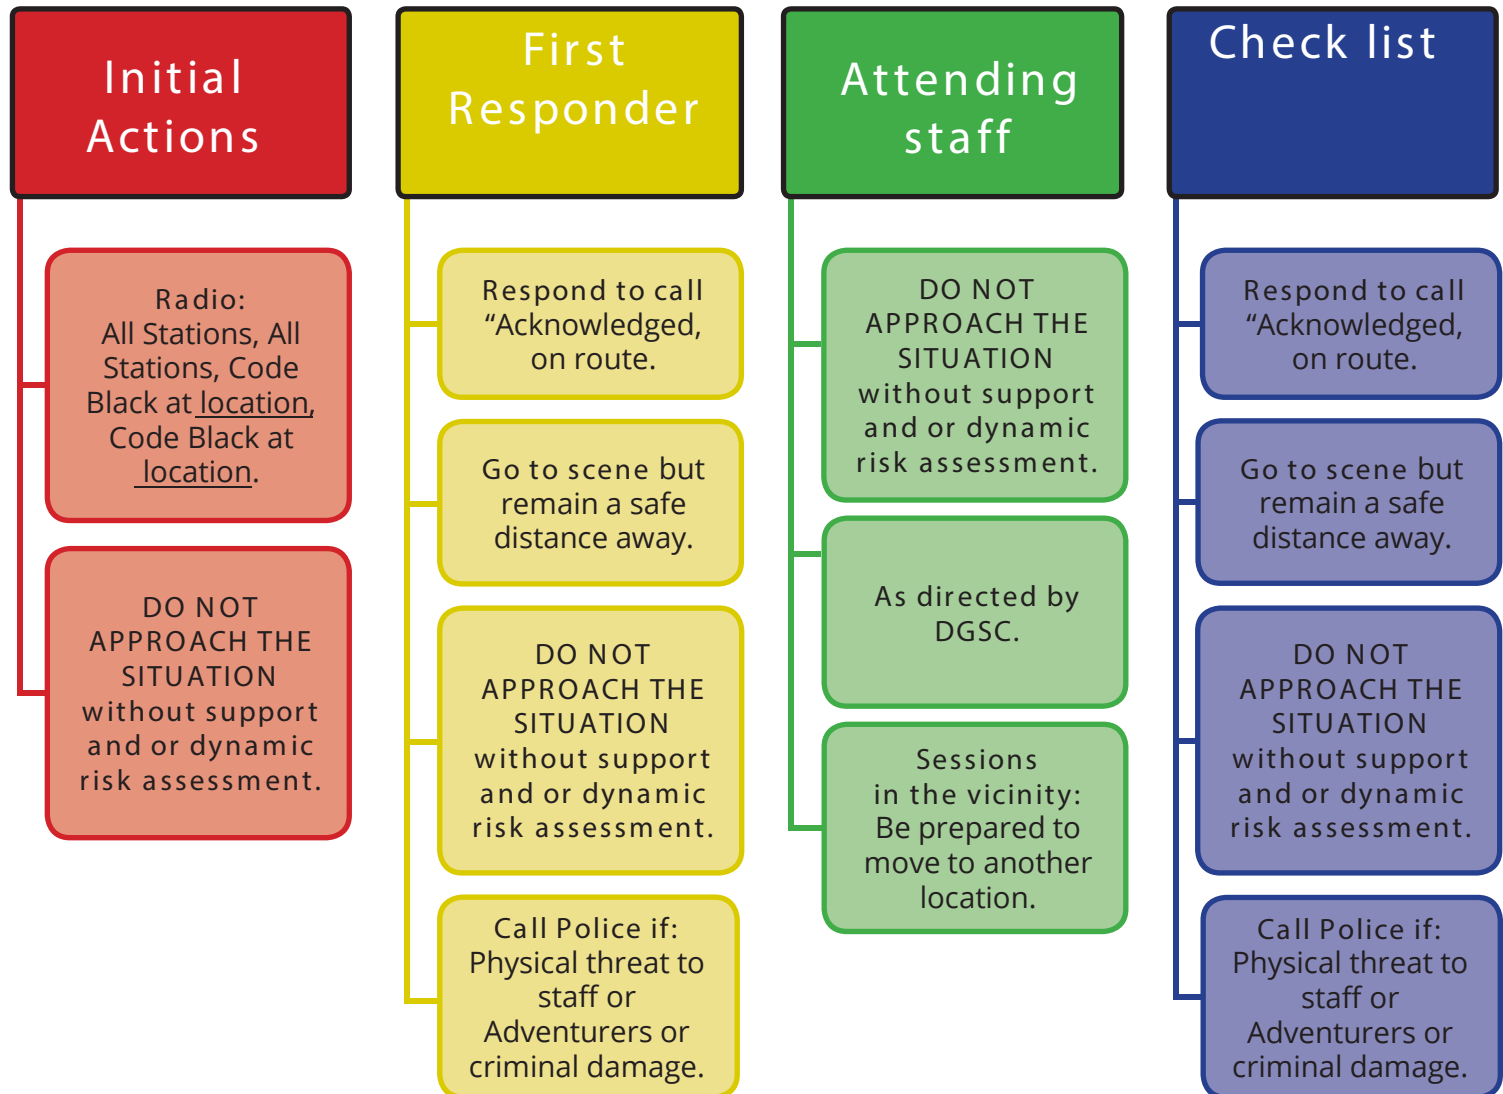 Initial
Actions
Radio:
All Stations, All
Stations, Code
Black at location,
Code Black at
location.
DO NOT
APPROACH THE
SITUATION
without support
and or dynamic
risk assessment.
First
Responder
Respond to call
“Acknowledged,
on route.
Go to scene but
remain a safe
distance away.
DO NOT
APPROACH THE
SITUATION
without support
and or dynamic
risk assessment.
Call Police if:
Physical threat to
staff or
Adventurers or
criminal damage.
Attending
staff
DO NOT
APPROACH THE
SITUATION
without support
and or dynamic
risk assessment.
As directed by
DGSC.
Sessions
in the vicinity:
Be prepared to
move to another
location.
Check list
Respond to call
“Acknowledged,
on route.
Go to scene but
remain a safe
distance away.
DO NOT
APPROACH THE
SITUATION
without support
and or dynamic
risk assessment.
Call Police if:
Physical threat to
staff or
Adventurers or
criminal damage.